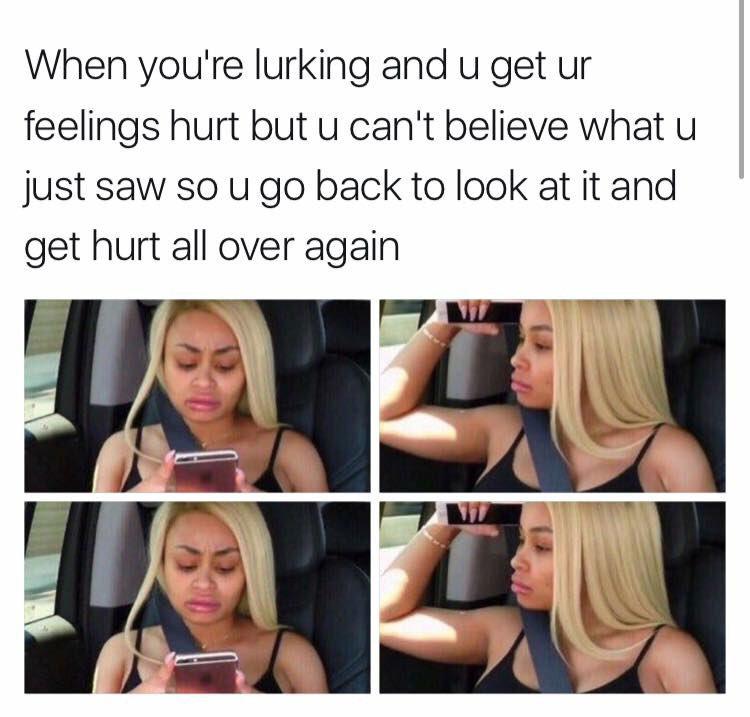 When you're lurking and u get ur
feelings hurt but u can't believe what u
just saw so u go back to look at it and
get hurt all over again